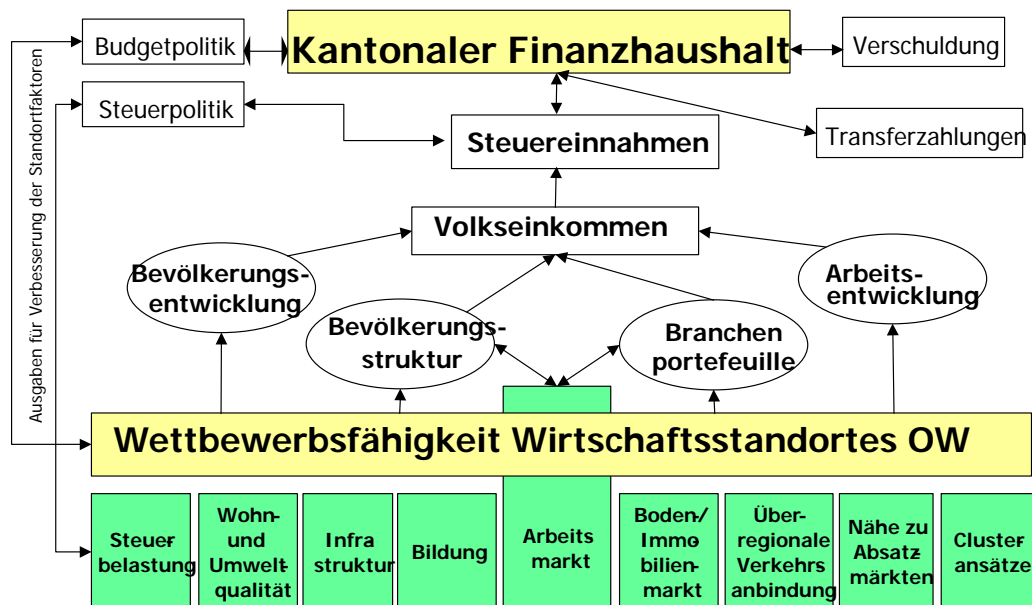 Budgetpolitik
Kantonaler Finanzhaushalt
Verschuldung
Steuerpolitik
Steuereinnahmen
Transferzahlungen
Ausgaben für Verbesserung der Standortfaktoren
Volkseinkommen
Bevölkerungs-
entwicklung
Arbeits-
entwicklung
Bevölkerungs-
struktur
Branchen
portefeuille
Wettbewerbsfähigkeit Wirtschaftsstandortes OW
Steuer
belastung
Wohn-
und
Umwelt-
qualität
Infra
struktur
Bildung
Arbeits
markt
Boden/
Immo
bilien-
markt
Über-
regionale
Verkehrs
anbindung
Nähe zu
Absatz
märkten
Cluster
ansätze